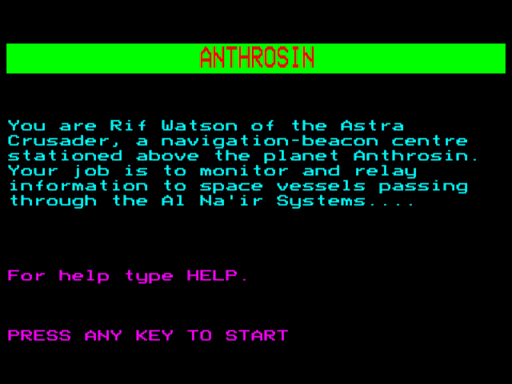 ANTHROSIN
You are Rif Watson of the Astra
Crusader, a navigation-beacon centre
stationed above the planet Anthrosin.
Your job is to monitor and relay
information to space vessels passing
through the Al Na'ir Systems....
For help type HELP.
PRESS ANY KEY TO START